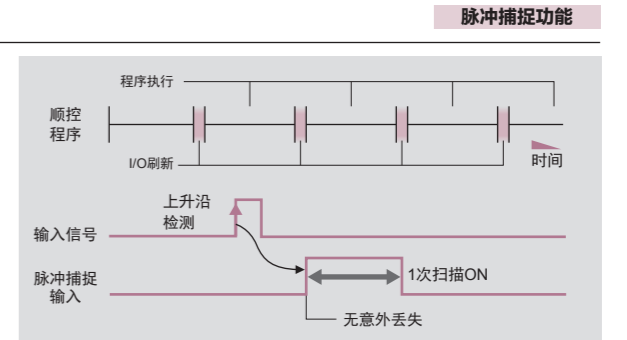 脉冲捕捉功能
程序执行
顺控
程序
I/O刷新
时间
上升沿
检测
输入信号
脉冲捕捉
输入
1次扫描ON
无意外丢失